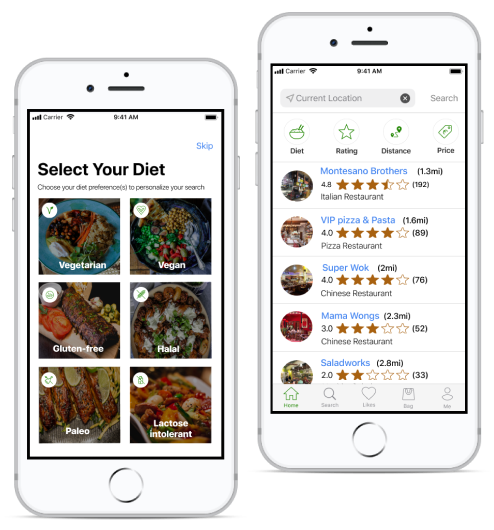 Carrier 9:41 AM
Skip
Select Your Diet
Choose your diet preference(s) to personalize your search
Vegetarian
Vegan
Gluten-free
Halal
Paleo
Lactose
intolerant
Carrier 9:41 AM
Current Location Search
Diet Rating Distance Price
Montesano Brothers (1.3mi)
4.8 (192)
Italian Restaurant
VIP pizza & Pasta (1.6mi)
4.0 (89)
Pizza Restaurant
Super Wok (2mi)
4.0 (76)
Chinese Restaurant
Mama Wongs (2.3mi)
3.0 (52)
Chinese Restaurant
Saladworks (2.8mi)
2.0 (33)
Home Search Likes Bag Me